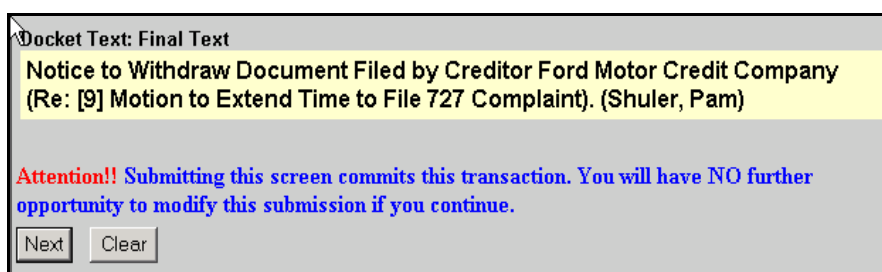 Docket Text: Final Text
Notice to Withdraw Document Filed by Creditor Ford Motor Credit Company
(Re: [9] Motion to Extend Time to File 727 Complaint). (Shuler, Pam)
Attention!! Submitting this screen commits this transaction. You will have NO further
opportunity to modify this submission if you continue.
Next Clear